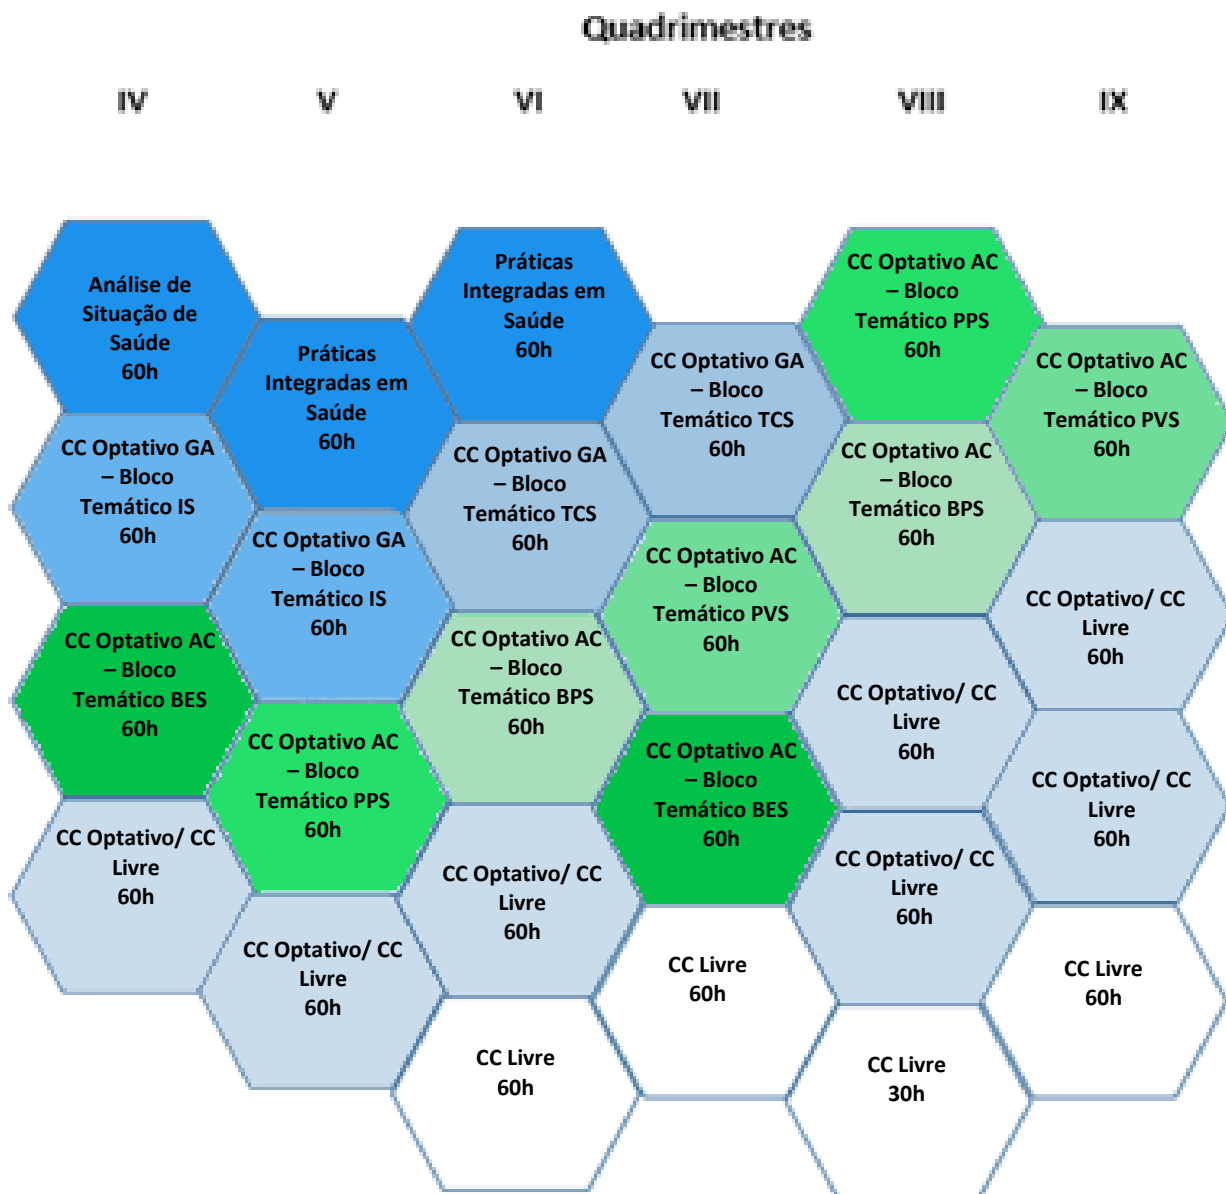 Quadrimestres
IV
V
VI
VII
VIII
IX
Análise de
Situação de
Saúde
60h
CC Optativo GA
– Bloco
Temático IS
60h
CC Optativo AC
– Bloco
Temático BES
60h
CC Optativo/ CC
Livre
60h
Práticas
Integradas em
Saúde
60h
CC Optativo GA
– Bloco
Temático IS
60h
CC Optativo AC
– Bloco
Temático PPS
60h
CC Optativo/ CC
Livre
60h
Práticas
Integradas em
Saúde
60h
CC Optativo GA
– Bloco
Temático TCS
60h
CC Optativo AC
– Bloco
Temático BPS
60h
CC Optativo/ CC
Livre
60h
CC Livre
60h
CC Optativo GA
– Bloco
Temático TCS
60h
CC Optativo AC
– Bloco
Temático PVS
60h
CC Optativo AC
– Bloco
Temático BES
60h
CC Livre
60h
CC Optativo AC
– Bloco
Temático PPS
60h
CC Optativo AC
– Bloco
Temático BPS
60h
CC Optativo/ CC
Livre
60h
CC Optativo/ CC
Livre
60h
CC Livre
30h
CC Optativo AC
– Bloco
Temático PVS
60h
CC Optativo/ CC
Livre
60h
CC Optativo/ CC
Livre
60h
CC Livre
60h